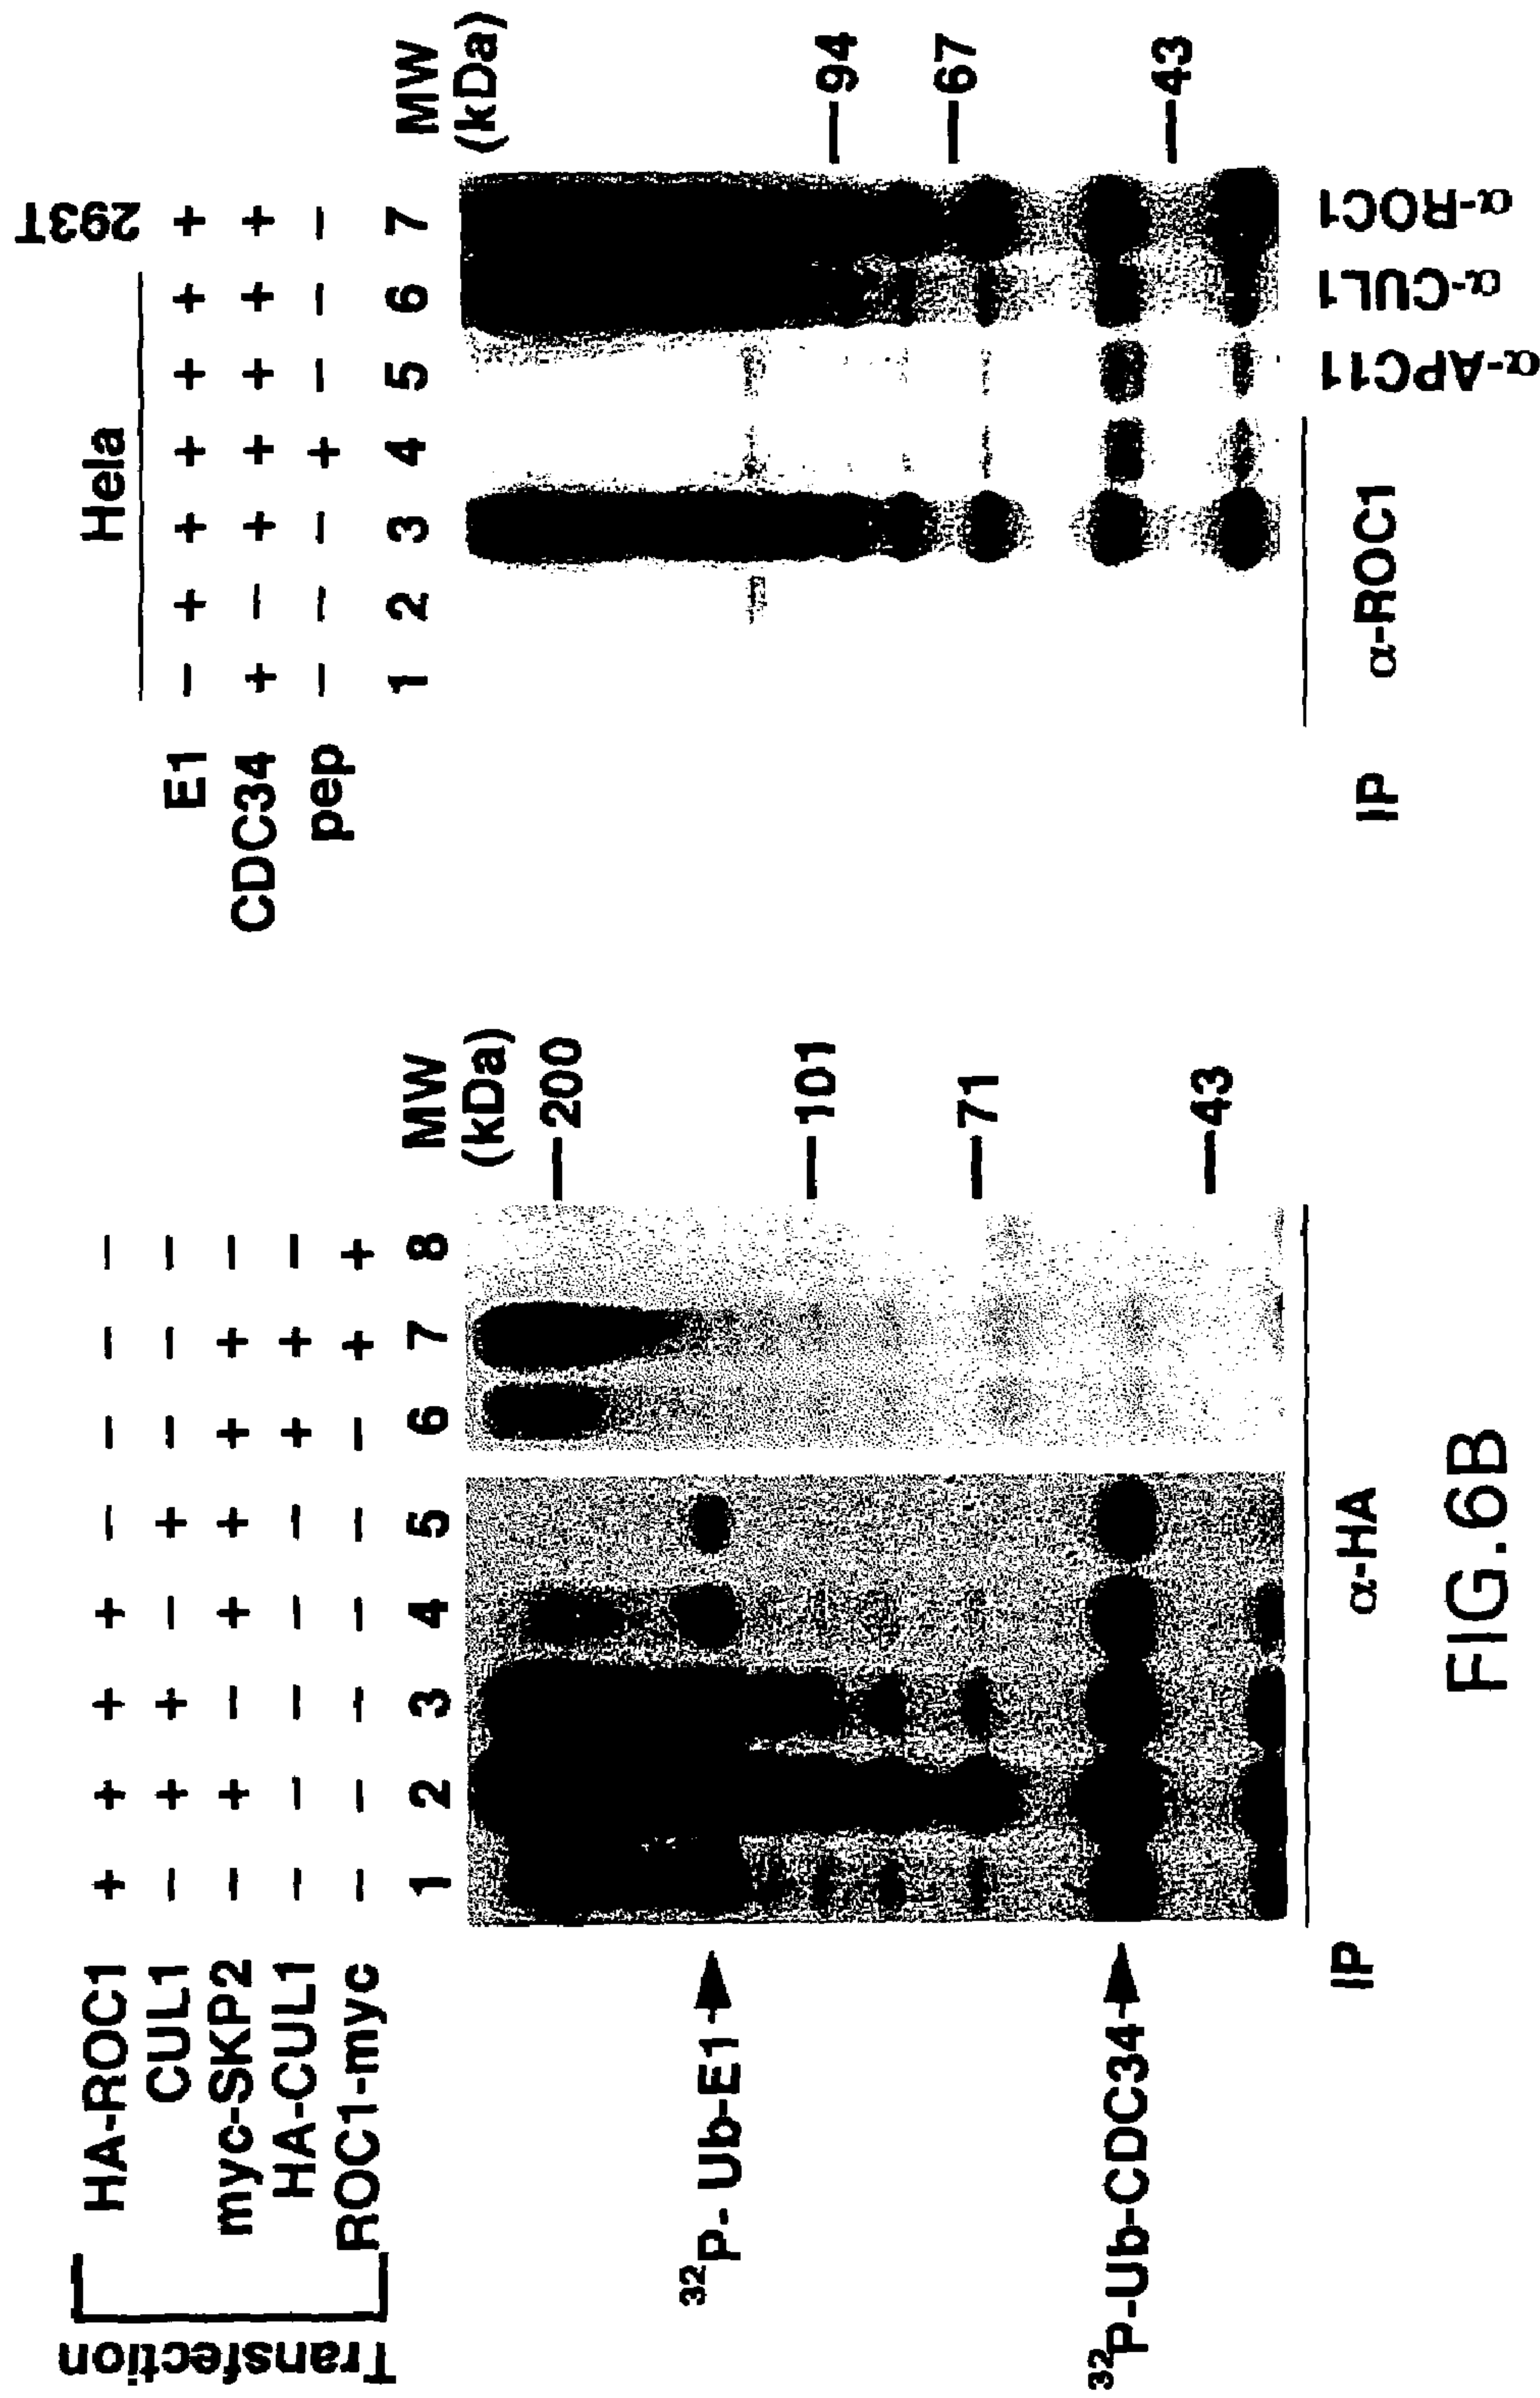 Transfection
HA-ROC1 + + + + − − − −
CUL1 − + + − + − − −
myc-SKP2 − + − + + + + −
HA-CUL1 − − − − − + + −
ROC1-myc − − − − − − + +
1 2 3 4 5 6 7 8 MW
(kDa)
200
101
71
43
32P- Ub-E1
32P-Ub-CDC34
IP α-HA
Hela 293T
E1 − + + + + + +
CDC34 + − + + + + +
pep − − − + − − −
1 2 3 4 5 6 7 MW
(kDa)
94
67
43
IP α-ROC1 α-APC11 α-CUL1 α-ROC1
FIG.6B